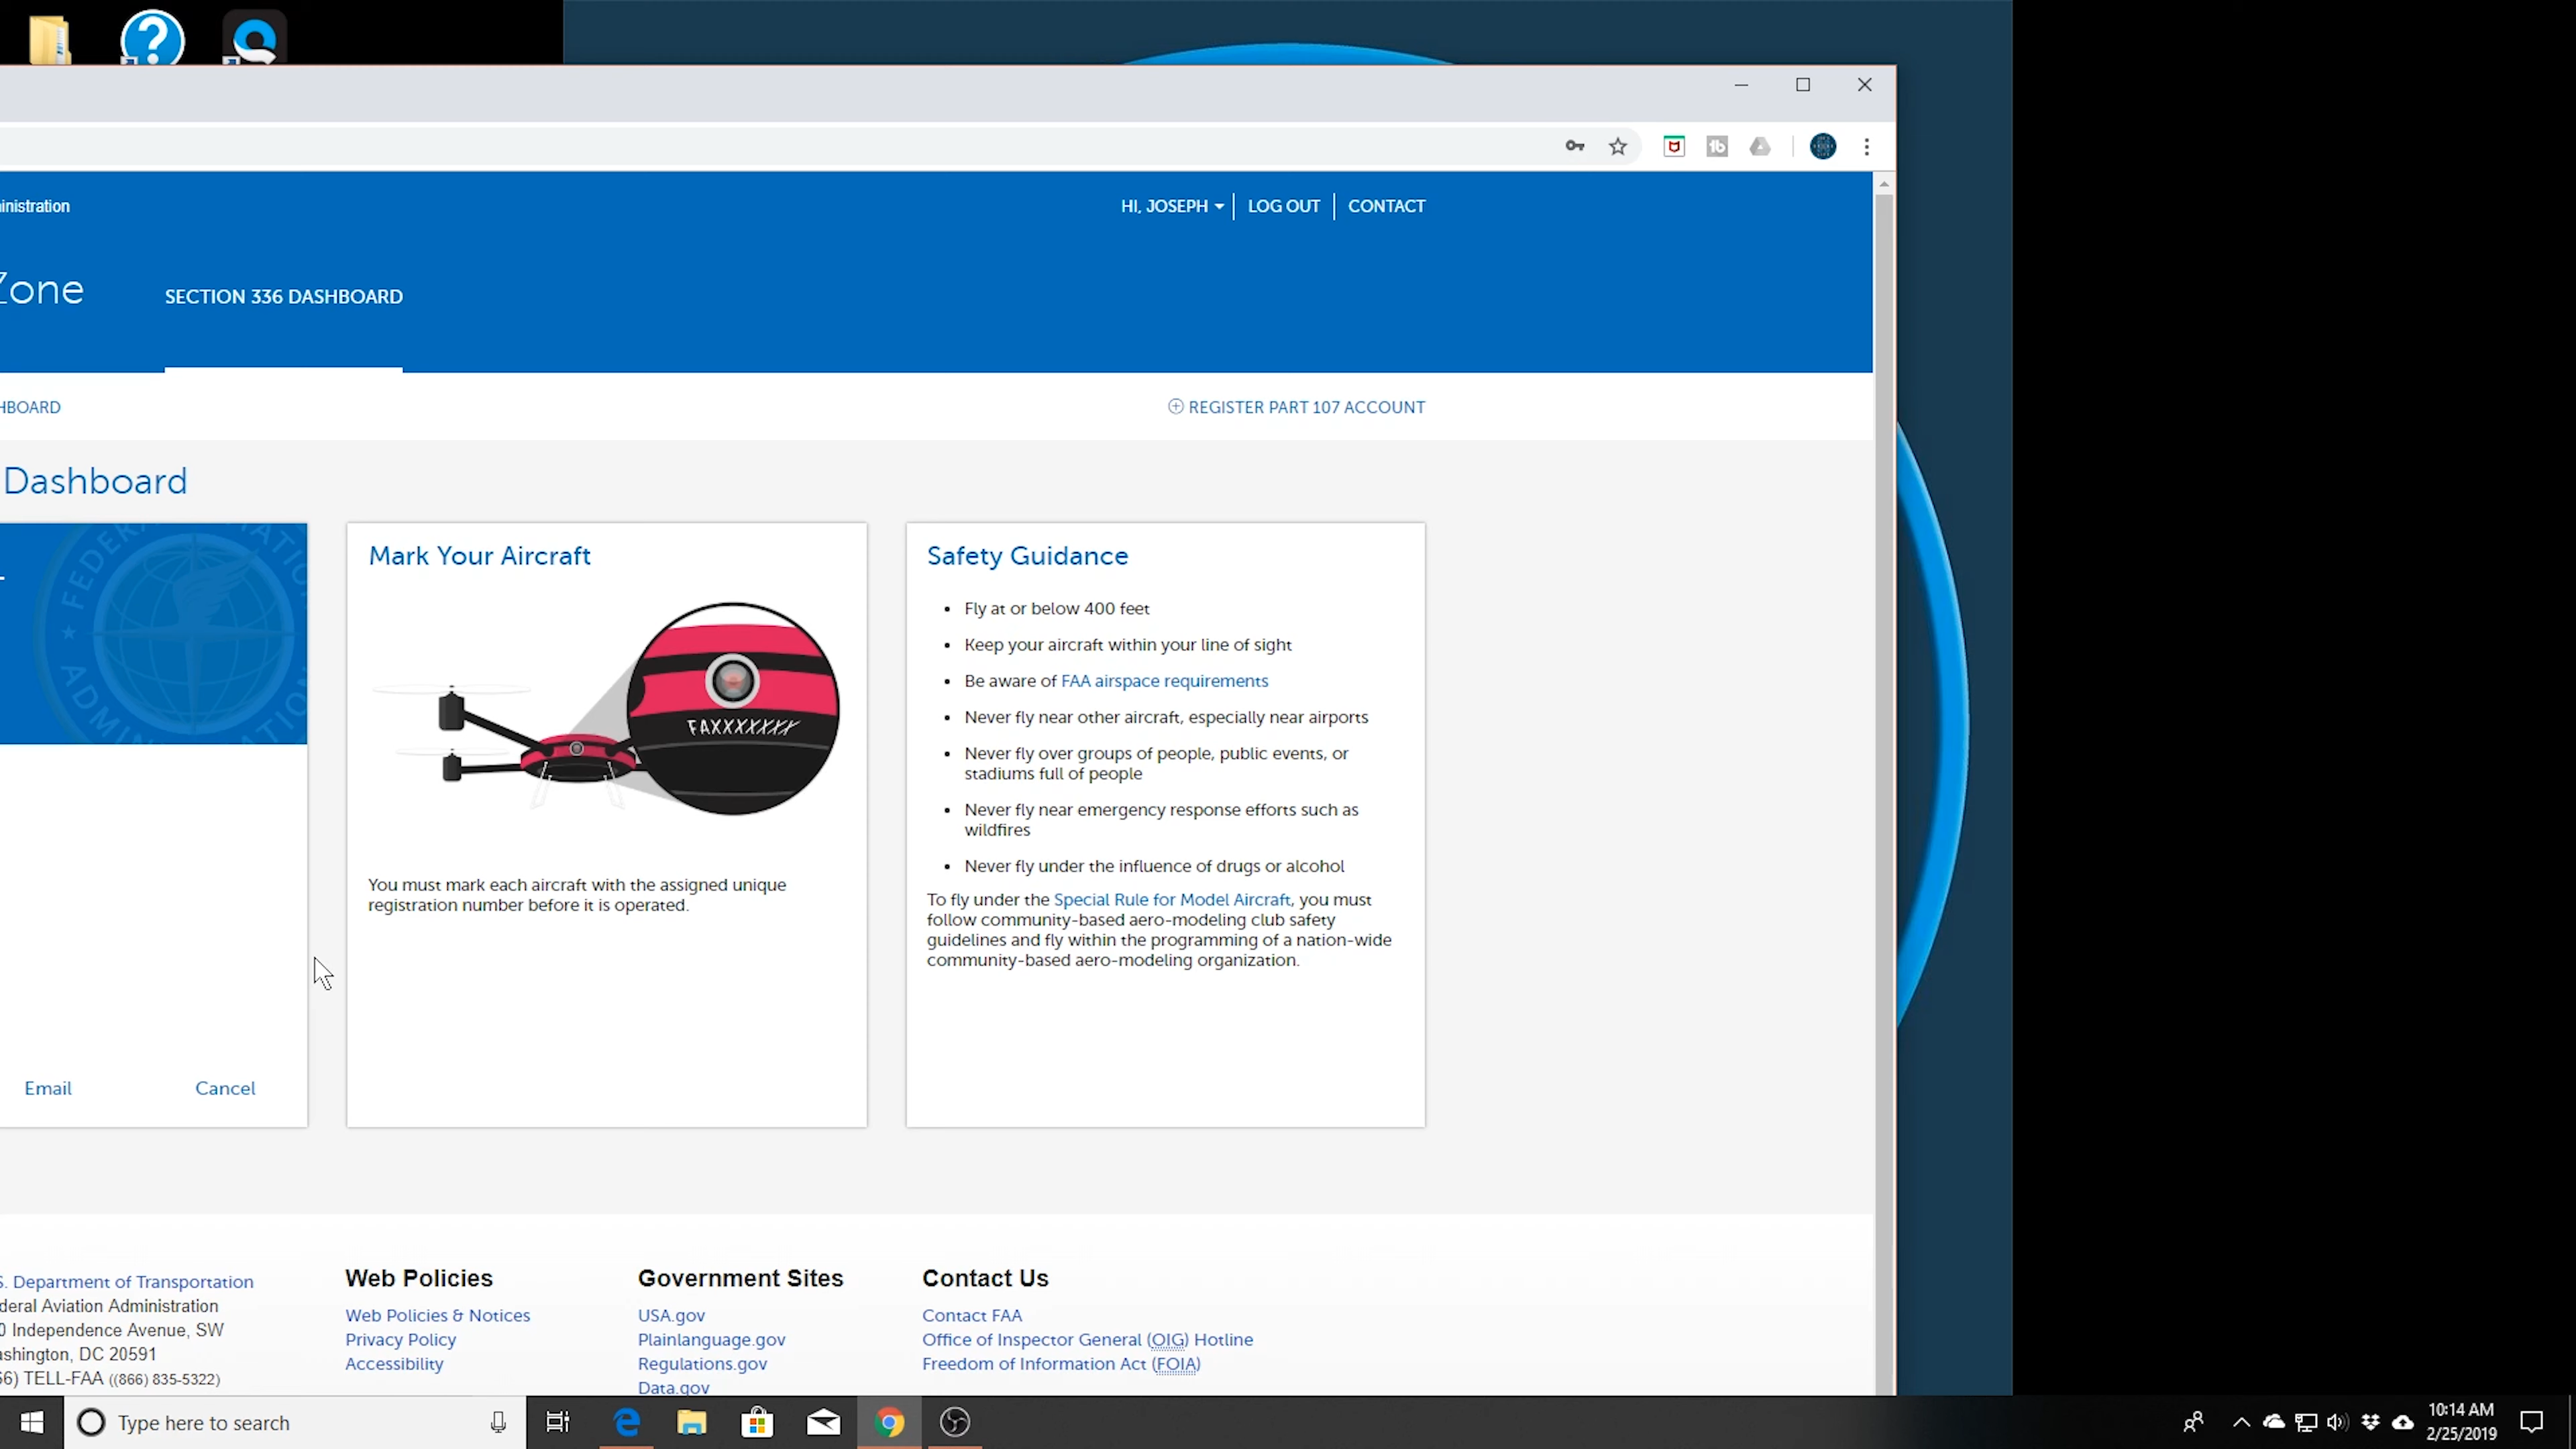 inistration
HI, JOSEPH
LOG OUT
CONTACT
Zone
SECTION 336 DASHBOARD
HBOARD
REGISTER PART 107 ACCOUNT
Dashboard
FEDERAL AVIATION
ADMINISTRATION
Email
Cancel
Mark Your Aircraft
FAXXXXXXX
You must mark each aircraft with the assigned unique
registration number before it is operated.
Safety Guidance
• Fly at or below 400 feet
• Keep your aircraft within your line of sight
• Be aware of FAA airspace requirements
• Never fly near other aircraft, especially near airports
• Never fly over groups of people, public events, or
stadiums full of people
• Never fly near emergency response efforts such as
wildfires
• Never fly under the influence of drugs or alcohol
To fly under the Special Rule for Model Aircraft, you must
follow community-based aero-modeling club safety
guidelines and fly within the programming of a nation-wide
community-based aero-modeling organization.
S. Department of Transportation
deral Aviation Administration
0 Independence Avenue, SW
ashington, DC 20591
66) TELL-FAA ((866) 835-5322)
Web Policies
Web Policies & Notices
Privacy Policy
Accessibility
Government Sites
USA.gov
Plainlanguage.gov
Regulations.gov
Data.gov
Contact Us
Contact FAA
Office of Inspector General (OIG) Hotline
Freedom of Information Act (FOIA)
Type here to search
10:14 AM
2/25/2019